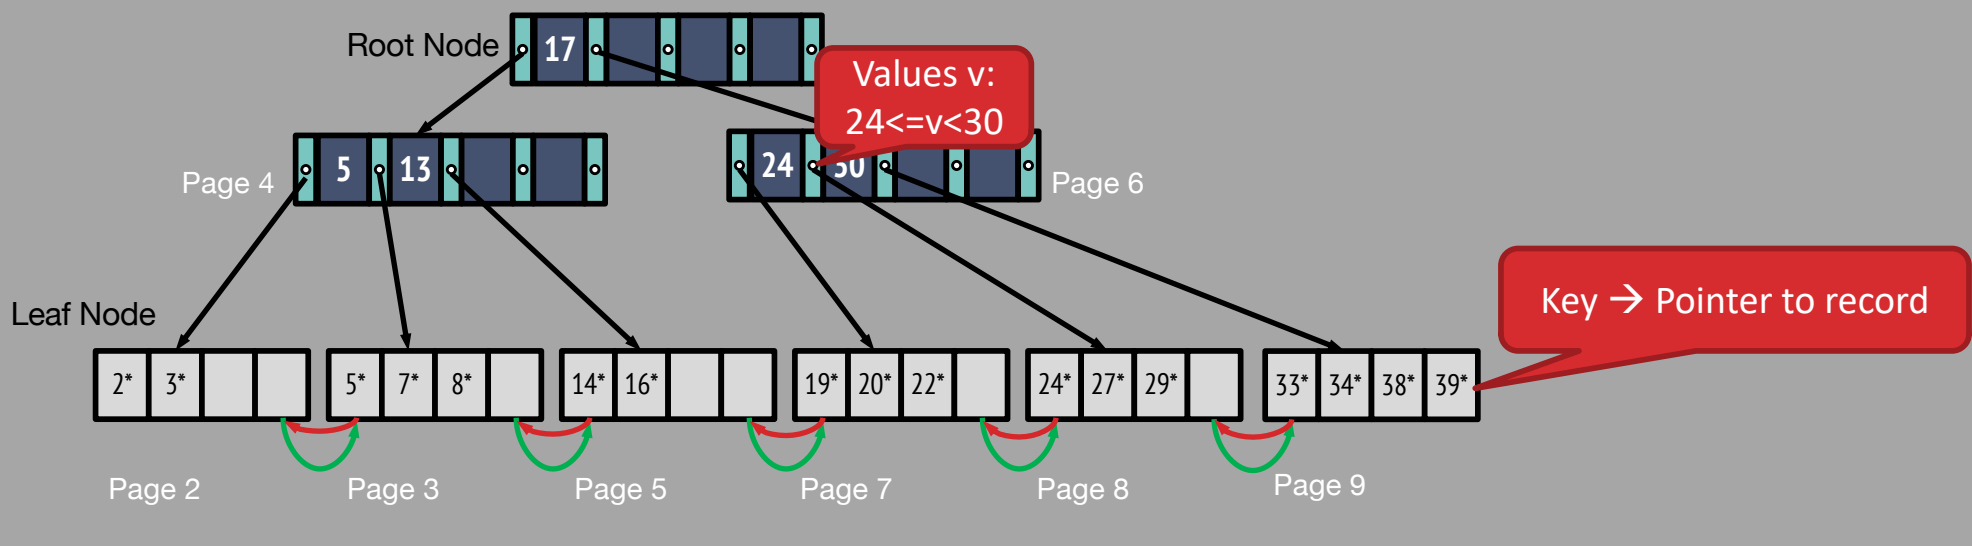 Root Node
17
Values v:
24<=v<30
Page 4
5 13
24 30
Page 6
Leaf Node
Key → Pointer to record
2* 3*
5* 7* 8*
14* 16*
19* 20* 22*
24* 27* 29*
33* 34* 38* 39*
Page 2
Page 3
Page 5
Page 7
Page 8
Page 9